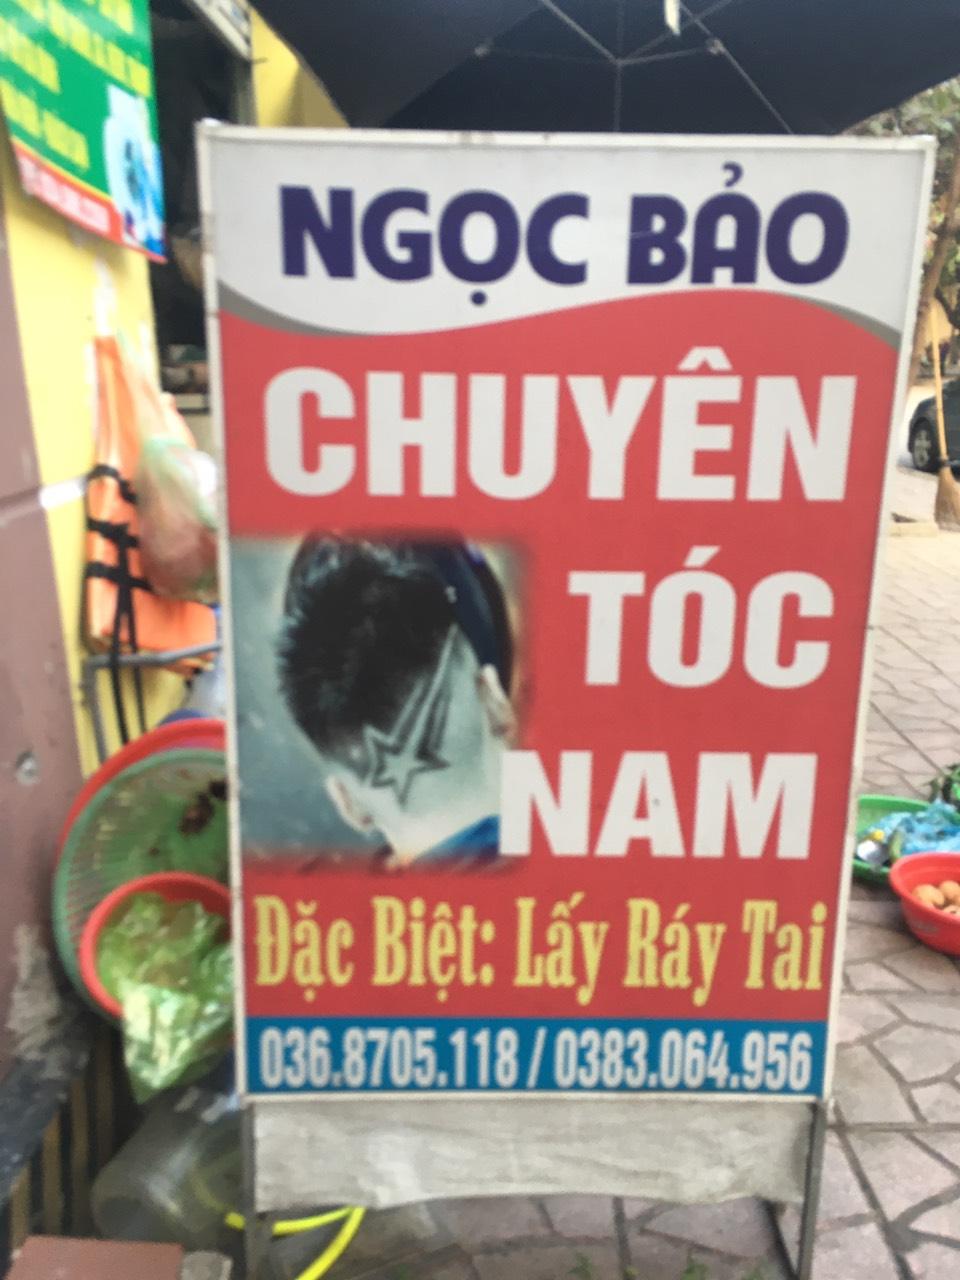 NGỌC BẢO
CHUYÊN
TÓC
NAM
Đặc Biệt: Lấy Ráy Tai
036.8705.118 / 0383.064.956